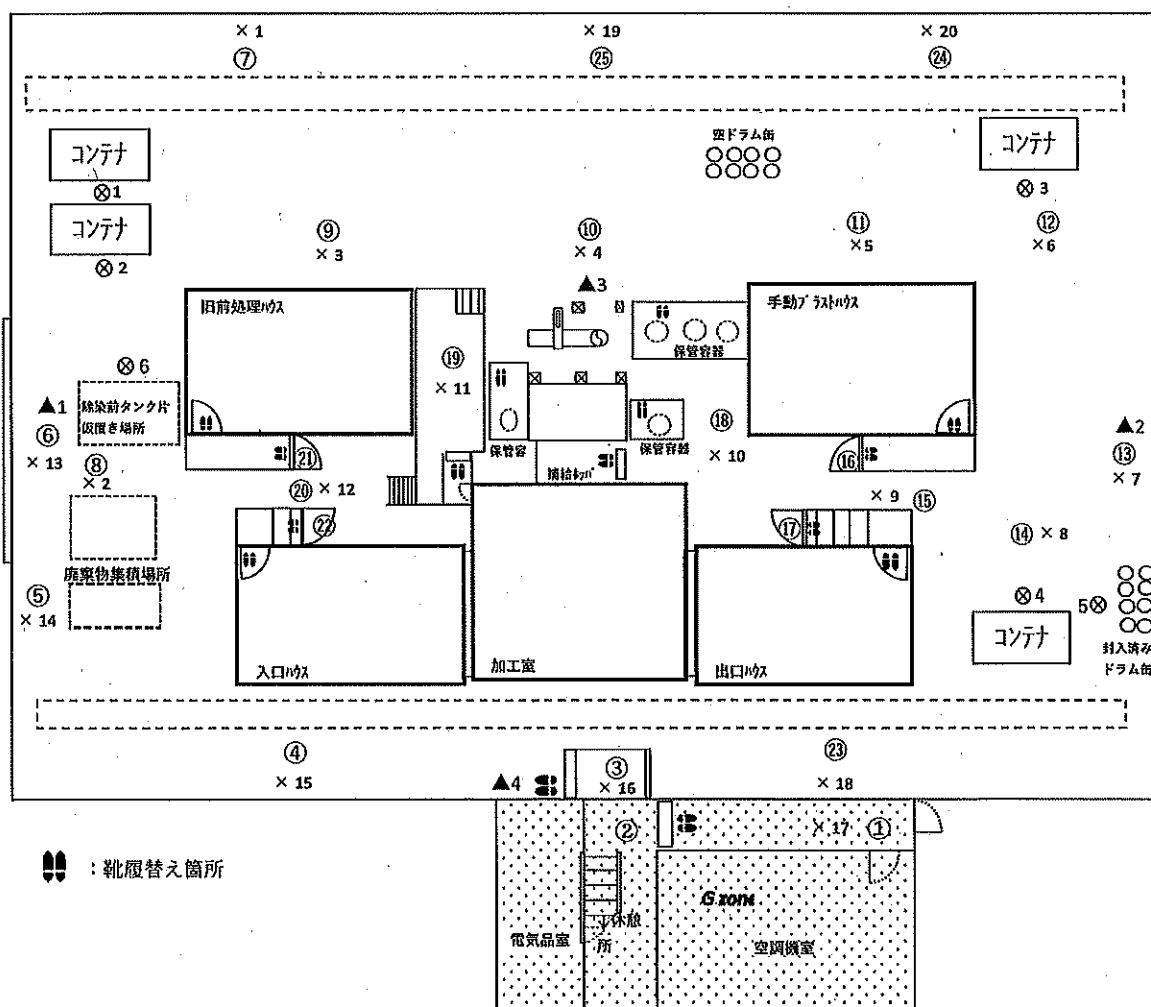 × 1
× 19
× 20
⑦
㉕
㉔
コンテナ
⊗1
コンテナ
⊗2
空ドラム缶
コンテナ
⊗3
⑨
× 3
⑩
× 4
⑪
×5
⑫
×6
▲3
旧前処理ハウス
手動ブラストハウス
保管容器
⑲
× 11
⊗6
▲1
除染前タンク片
仮置き場所
⑥
× 13
⑧
× 2
保管容
補給ホッパ
保管容器
⑱
× 10
▲2
⑬
× 7
㉑
⑳
× 12
㉒
⑯
× 9
⑮
⑰
⑭ × 8
廃棄物集積場所
⑤
× 14
入口ハウス
加工室
出口ハウス
⊗4
5⊗
コンテナ
封入済み
ドラム缶
④
× 15
▲4
③
× 16
㉓
× 18
②
×17 ①
:靴履替え箇所
G zone
休憩
所
電気品室
空調機室